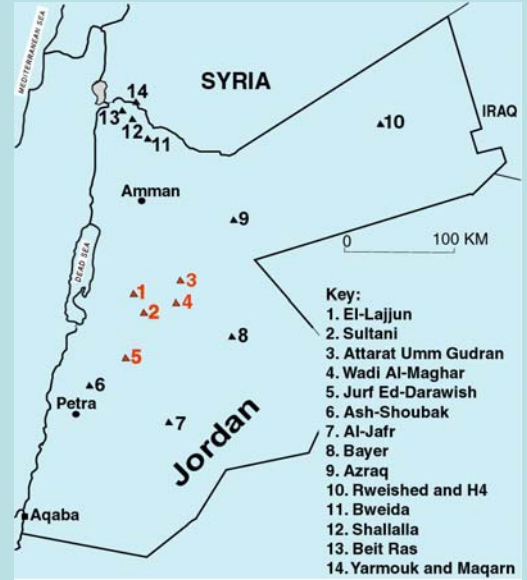 MEDITERRANEAN SEA
SYRIA
IRAQ
14
13
12
11
10
Amman
9
DEAD SEA
0 100 KM
3
1
4
2
8
5
6
Petra
7
Jordan
Aqaba
Key:
1. El-Lajjun
2. Sultani
3. Attarat Umm Gudran
4. Wadi Al-Maghar
5. Jurf Ed-Darawish
6. Ash-Shoubak
7. Al-Jafr
8. Bayer
9. Azraq
10. Rweished and H4
11. Bweida
12. Shallalla
13. Beit Ras
14. Yarmouk and Maqarn